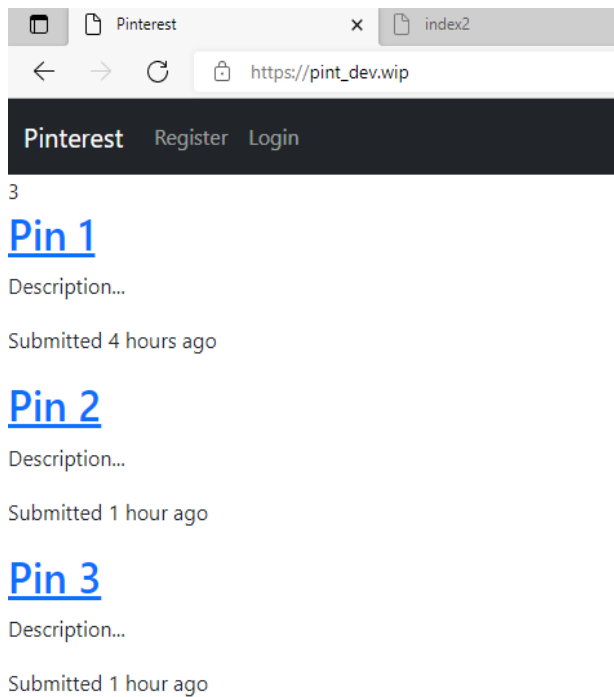 Pinterest index2
https://pint_dev.wip
Pinterest Register Login
3
Pin 1
Description...
Submitted 4 hours ago
Pin 2
Description...
Submitted 1 hour ago
Pin 3
Description...
Submitted 1 hour ago